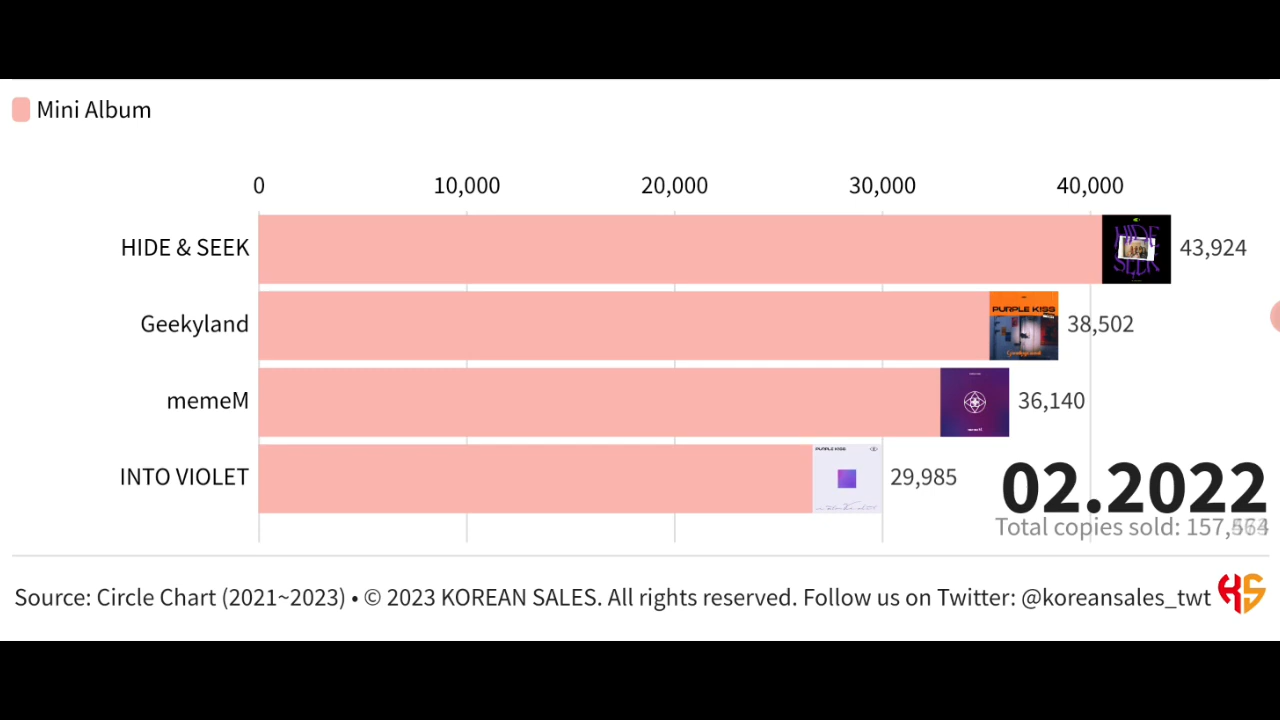 Mini Album
0 10,000 20,000 30,000 40,000
HIDE & SEEK 43,924
Geekyland 38,502
memeM 36,140
INTO VIOLET 29,985
PURPLE KISS
PURPLE KISS
02.2022
Total copies sold:
Source: Circle Chart (2021~2023) • © 2023 KOREAN SALES. All rights reserved. Follow us on Twitter: @koreansales_twt KS